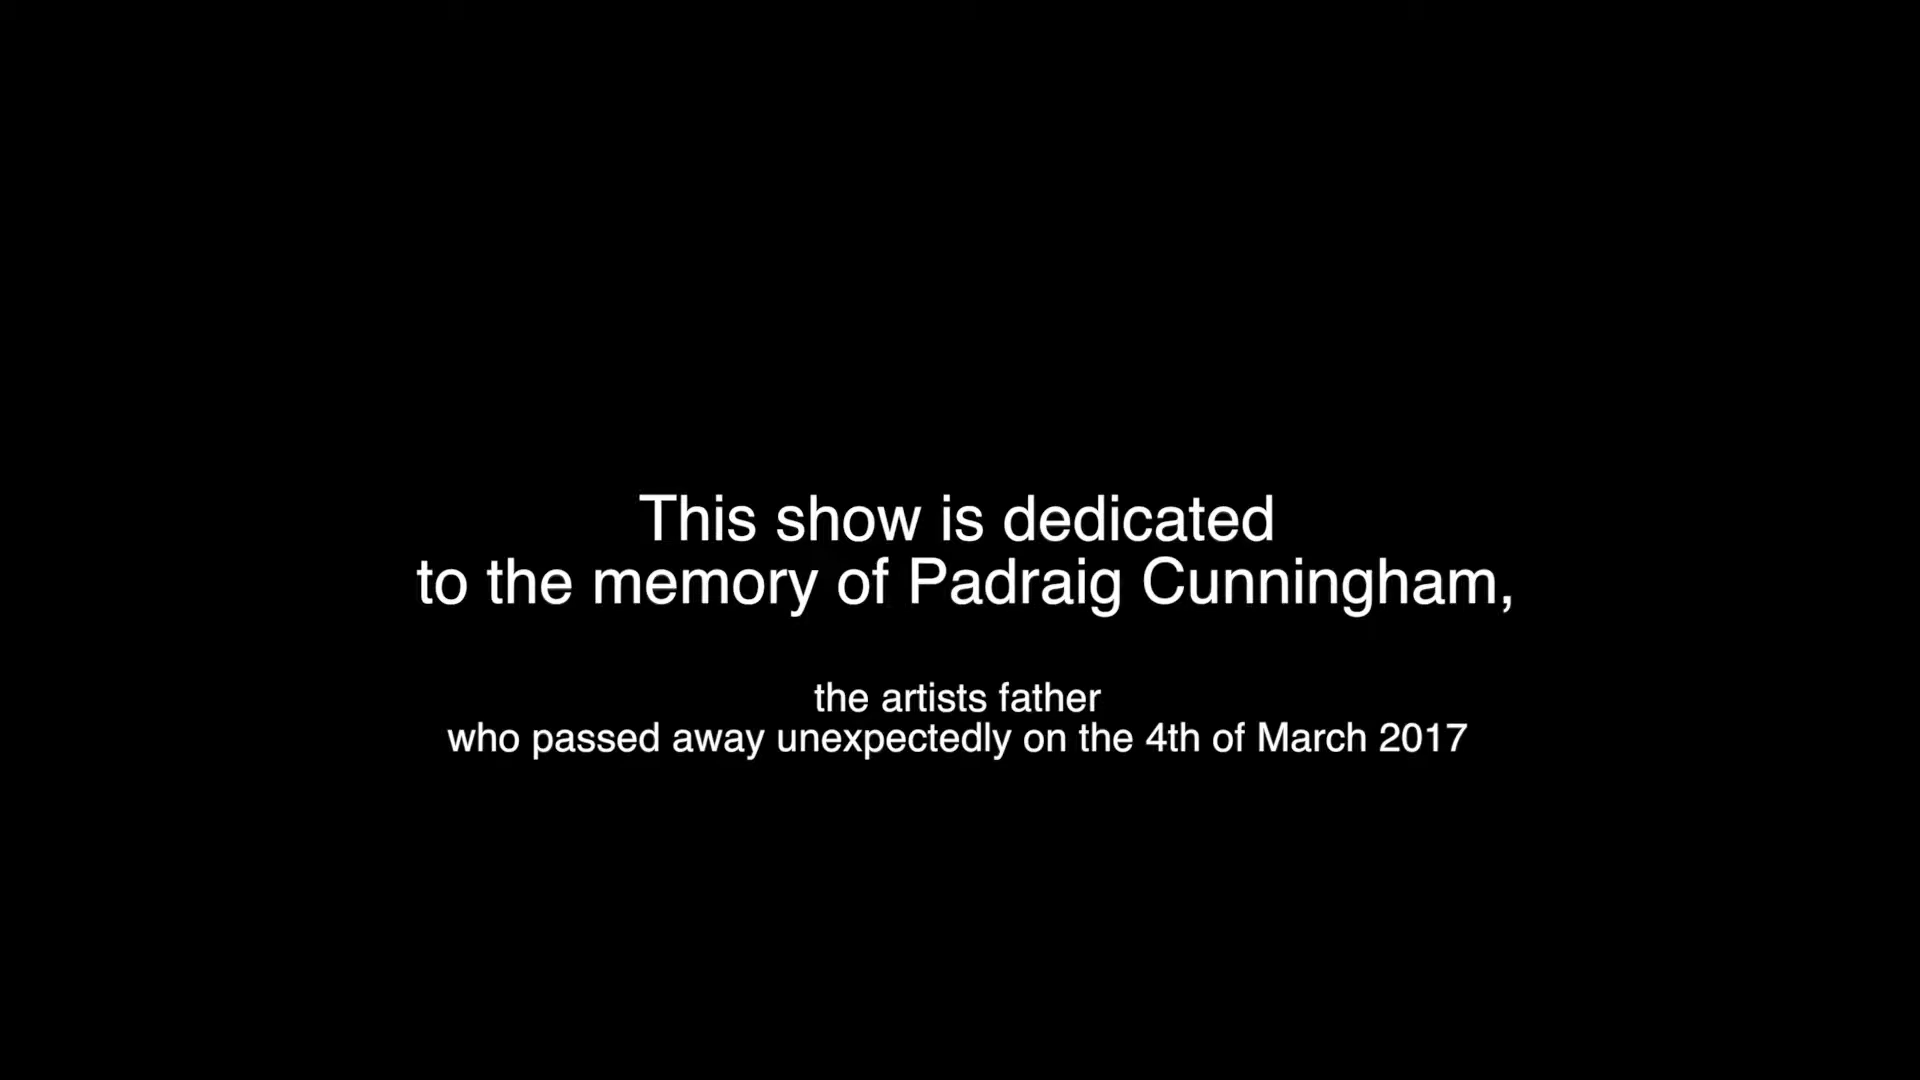 This show is dedicated
to the memory of Padraig Cunningham,
the artists father
who passed away unexpectedly on the 4th of March 2017